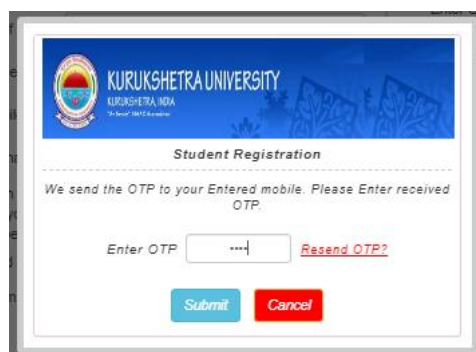 KURUKSHETRA UNIVERSITY
KURUKSHETRA, INDIA
Student Registration
We send the OTP to your Entered mobile. Please Enter received
OTP.
Enter OTP ---- Resend OTP?
Submit Cancel